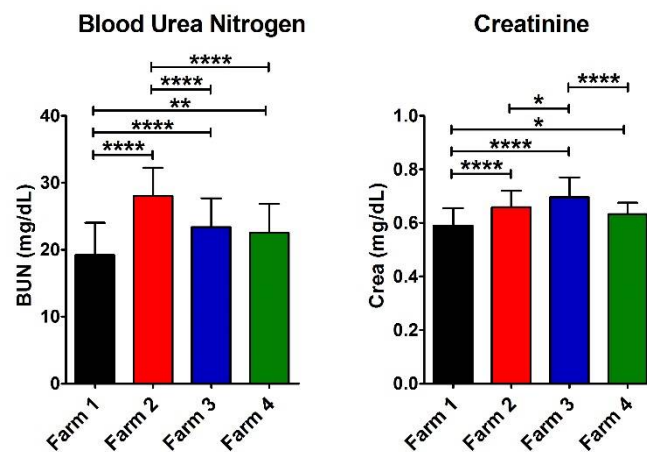 Blood Urea Nitrogen
****
****
**
****
****
40
30
20
10
0
BUN (mg/dL)
Farm 1
Farm 2
Farm 3
Farm 4
Creatinine
****
*
*
****
****
1.0
0.8
0.6
0.4
0.2
0.0
Crea (mg/dL)
Farm 1
Farm 2
Farm 3
Farm 4